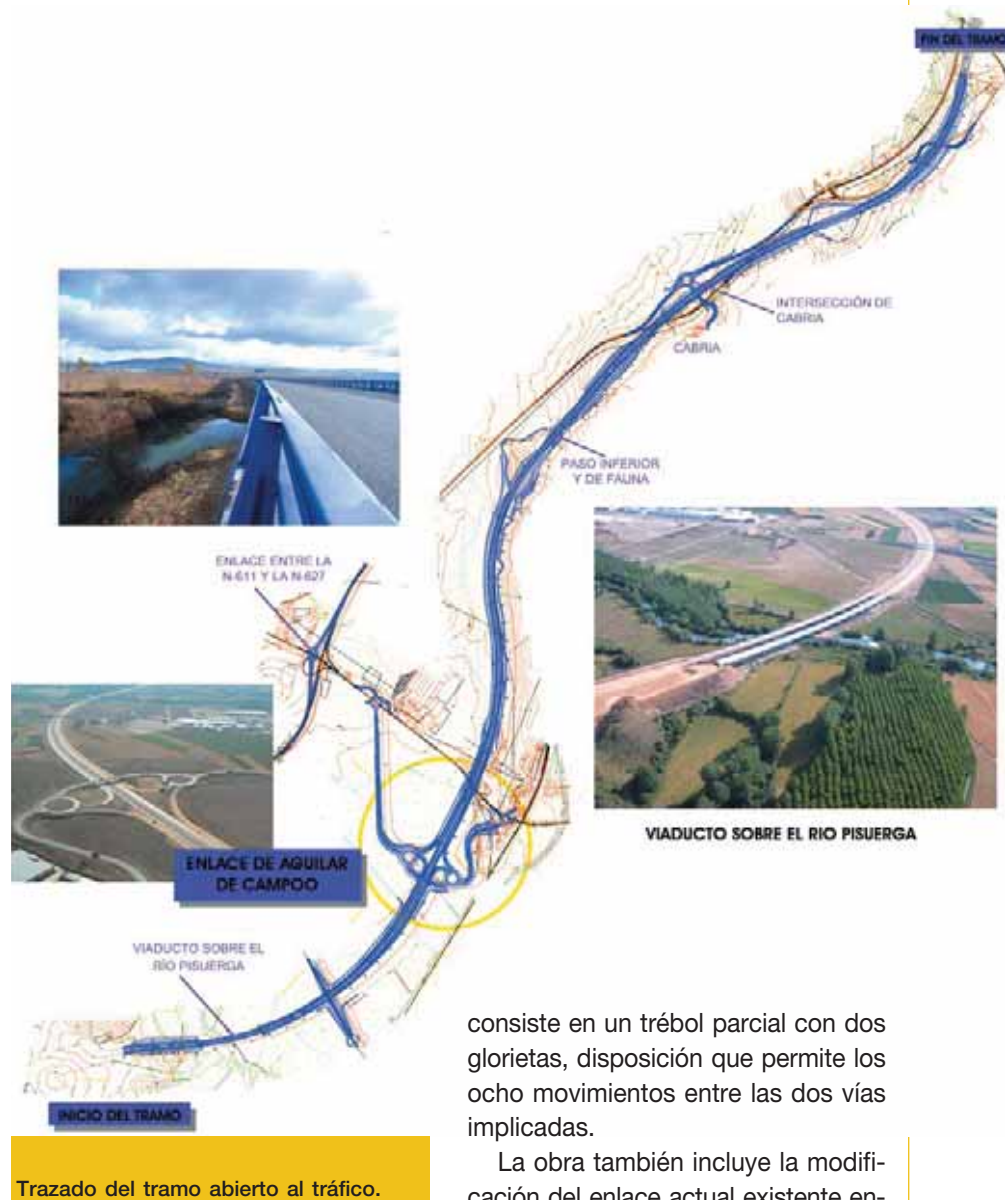 FIN DEL TRAMO
INTERSECCIÓN DE
CABRIA
CABRIA
PASO INFERIOR
Y DE FAUNA
ENLACE ENTRE LA
N-611 Y LA N-627
VIADUCTO SOBRE EL RIO PISUERGA
ENLACE DE AGUILAR
DE CAMPOO
VIADUCTO SOBRE EL
RÍO PISUERGA
INICIO DEL TRAMO
Trazado del tramo abierto al tráfico.
consiste en un trébol parcial con dos
glorietas, disposición que permite los
ocho movimientos entre las dos vías
implicadas.
La obra también incluye la modifi-
cación del enlace actual existente en-